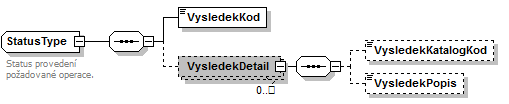 StatusType
Status provedení
požadované operace.
VysledekKod
VysledekDetail
0..
VysledekKatalogKod
VysledekPopis